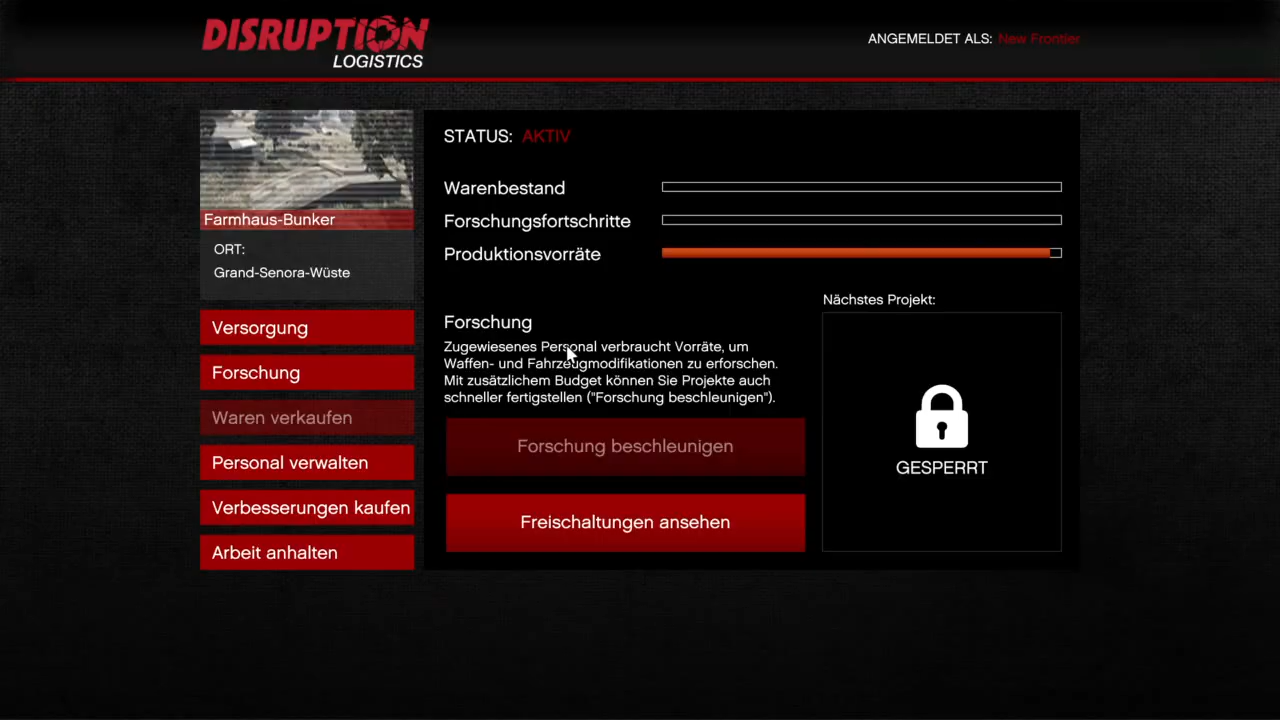 DISRUPTION
LOGISTICS
ANGEMELDET ALS: New Frontier
Farmhaus-Bunker
ORT:
Grand-Senora-Wüste
Versorgung
Forschung
Waren verkaufen
Personal verwalten
Verbesserungen kaufen
Arbeit anhalten
STATUS: AKTIV
Warenbestand
Forschungsfortschritte
Produktionsvorräte
Forschung
Zugewiesenes Personal verbraucht Vorräte, um
Waffen- und Fahrzeugmodifikationen zu erforschen.
Mit zusätzlichem Budget können Sie Projekte auch
schneller fertigstellen ("Forschung beschleunigen").
Forschung beschleunigen
Freischaltungen ansehen
Nächstes Projekt:
GESPERRT